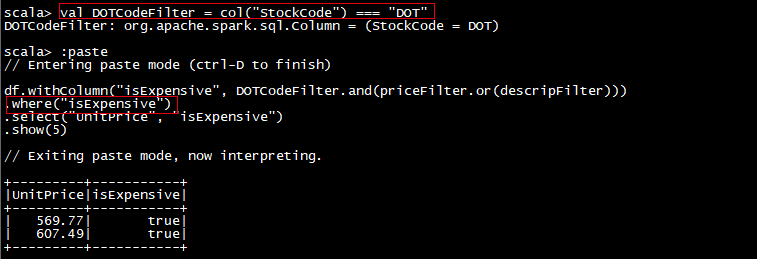 scala> val DOTCodeFilter = col("StockCode") === "DOT"
DOTCodeFilter: org.apache.spark.sql.Column = (StockCode = DOT)
scala> :paste
// Entering paste mode (ctrl-D to finish)
df.withColumn("isExpensive", DOTCodeFilter.and(priceFilter.or(descripFilter)))
.where("isExpensive")
.select("UnitPrice", "isExpensive")
.show(5)
// Exiting paste mode, now interpreting.
+---------+-----------+
|UnitPrice|isExpensive|
+---------+-----------+
|   569.77|       true|
|   607.49|       true|
+---------+-----------+